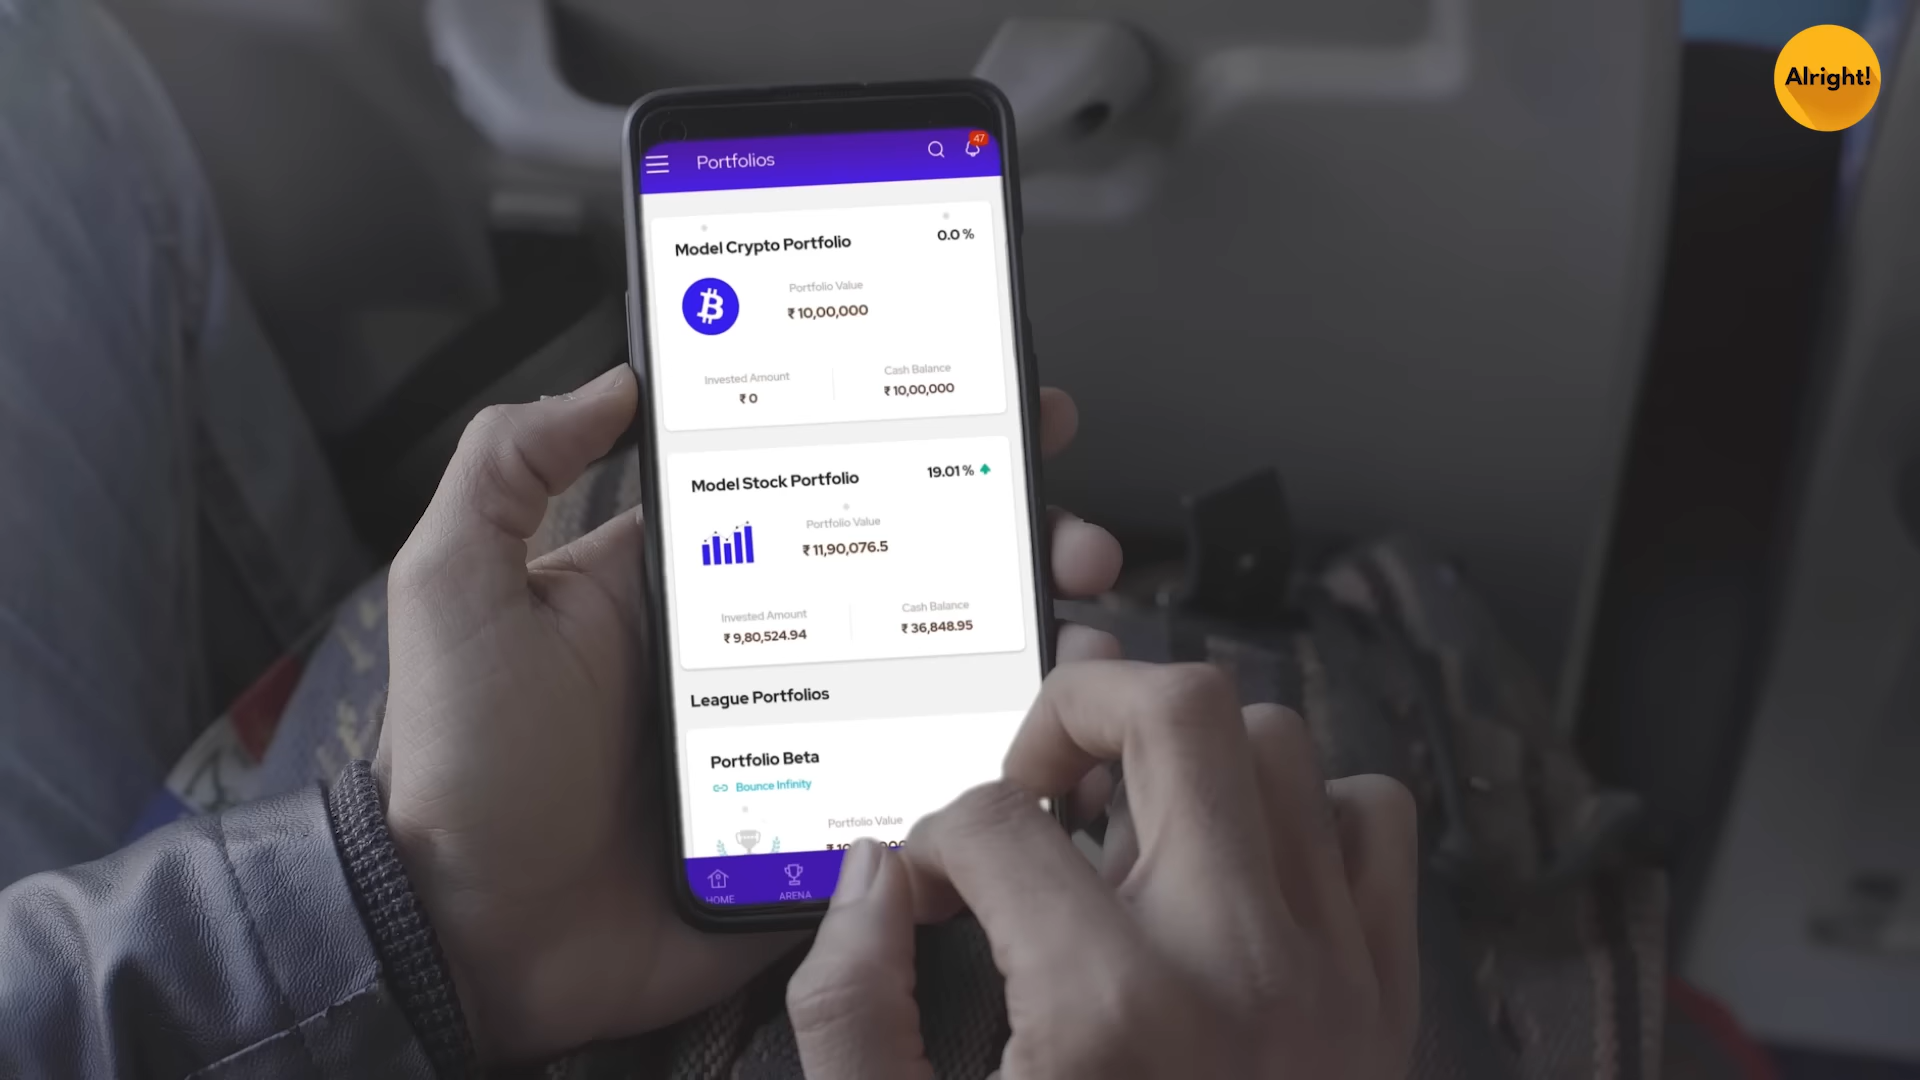 Alright!
Portfolios
47
Model Crypto Portfolio
0.0 %
Portfolio Value
₹ 10,00,000
Invested Amount
Cash Balance
₹ 0
₹ 10,00,000
Model Stock Portfolio
19.01 %
Portfolio Value
₹ 11,90,076.5
Invested Amount
Cash Balance
₹ 9,80,524.94
₹ 36,848.95
League Portfolios
Portfolio Beta
Bounce Infinity
Portfolio Value
HOME
ARENA